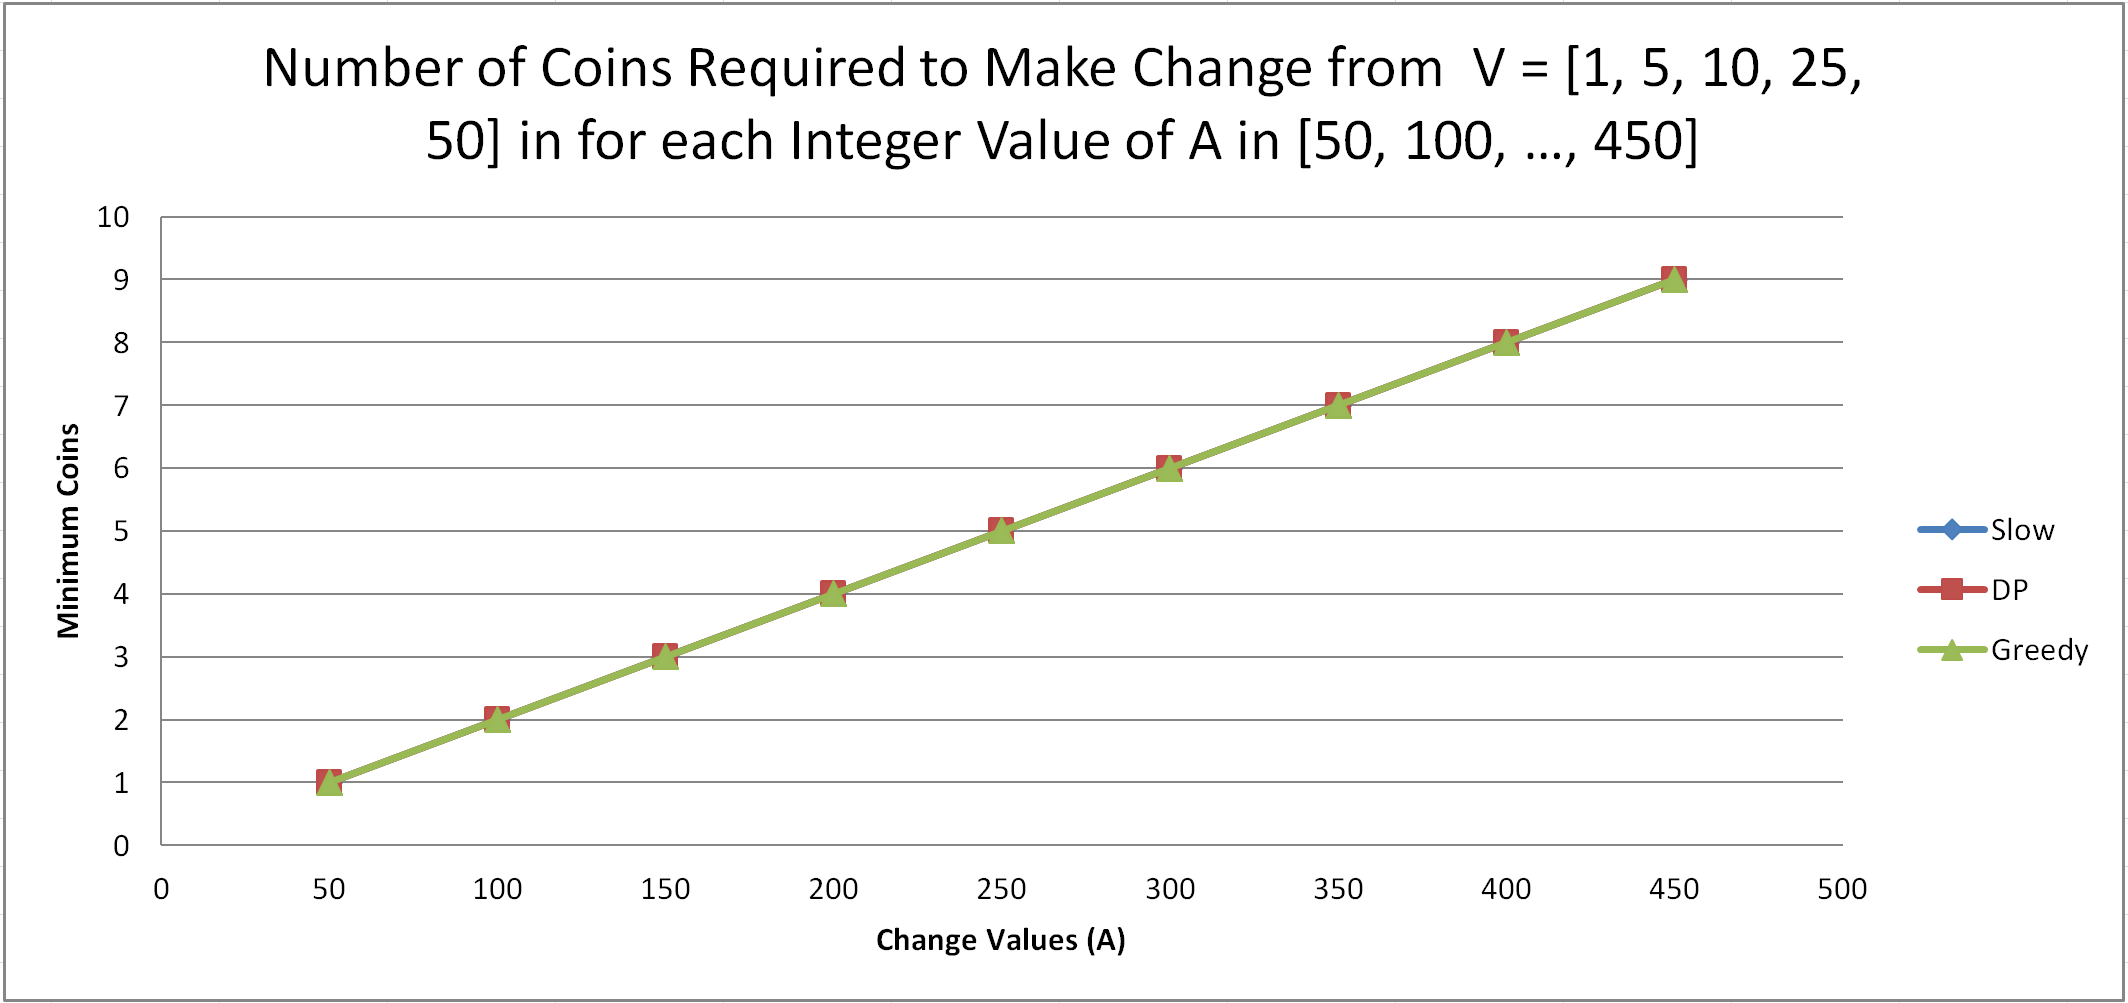 Number of Coins Required to Make Change from  V = [1, 5, 10, 25,
50] in for each Integer Value of A in [50, 100, ..., 450]
10
9
8
7
6
5
4
3
2
1
0
Minimum Coins
0 50 100 150 200 250 300 350 400 450 500
Change Values (A)
Slow
DP
Greedy